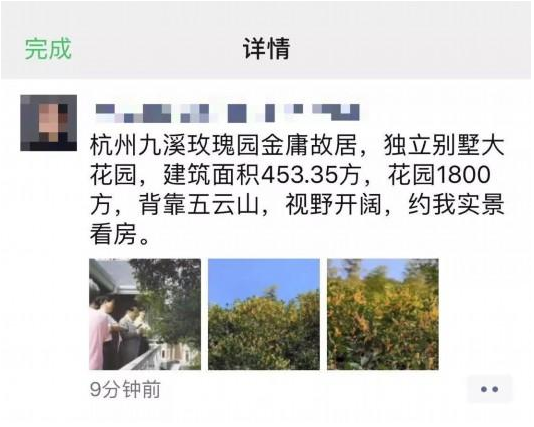 完成
详情
杭州九溪玫瑰园金庸故居，独立别墅大
花园，建筑面积453.35方，花园1800
方，背靠五云山，视野开阔，约我实景
看房。
9分钟前